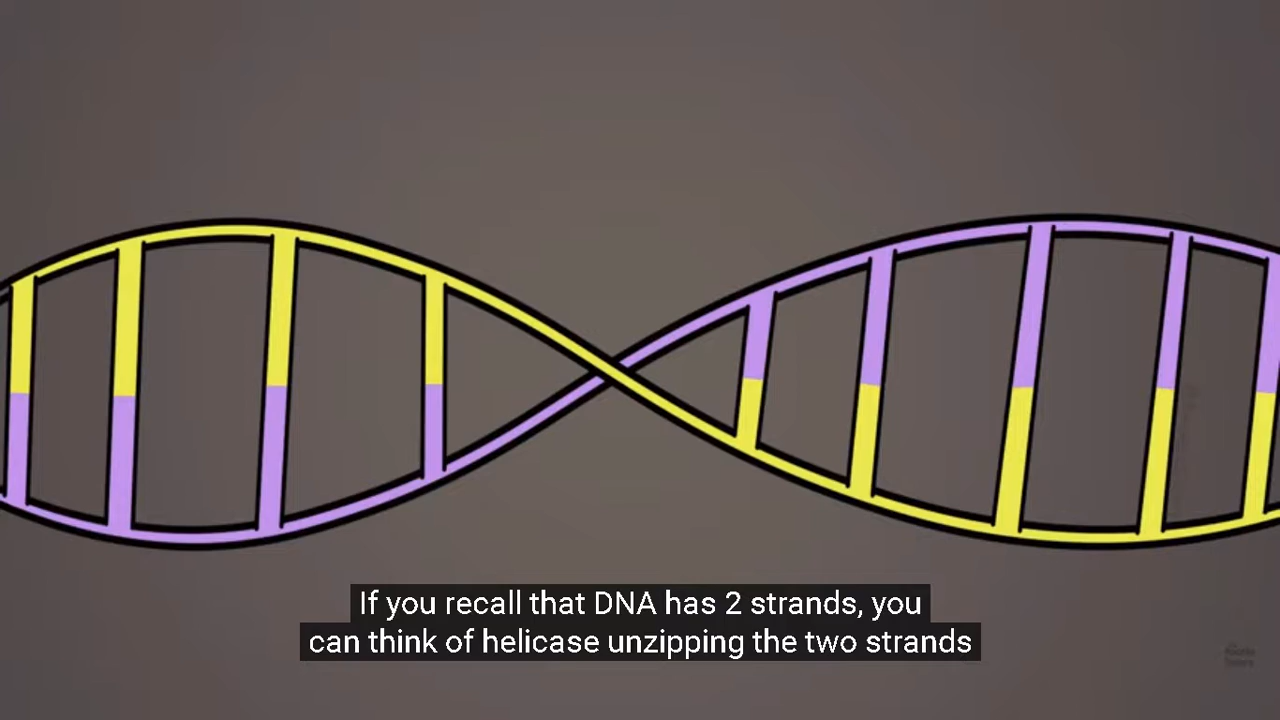 If you recall that DNA has 2 strands, you
can think of helicase unzipping the two strands